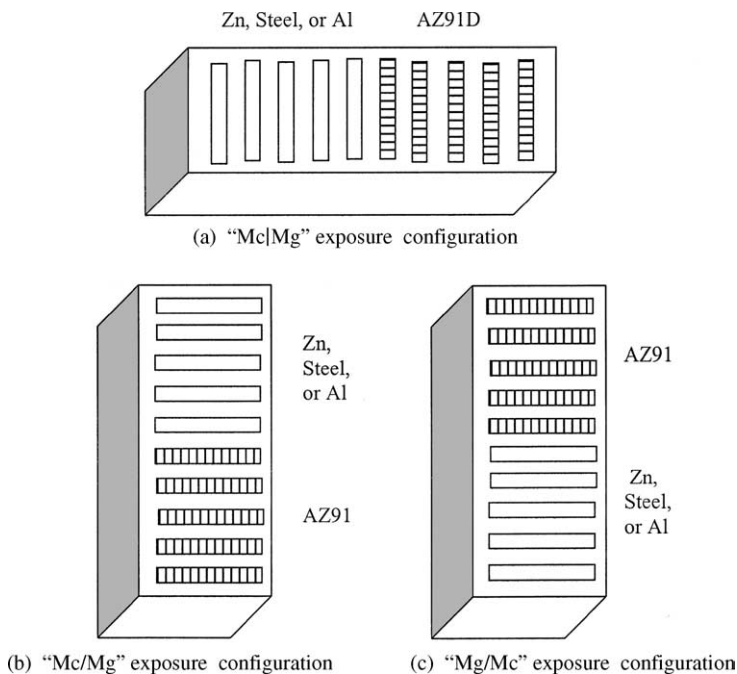 Zn, Steel, or Al AZ91D
(a) “Mc|Mg” exposure configuration
Zn,
Steel,
or Al
AZ91
(b) “Mc/Mg” exposure configuration
AZ91
Zn,
Steel,
or Al
(c) “Mg/Mc” exposure configuration